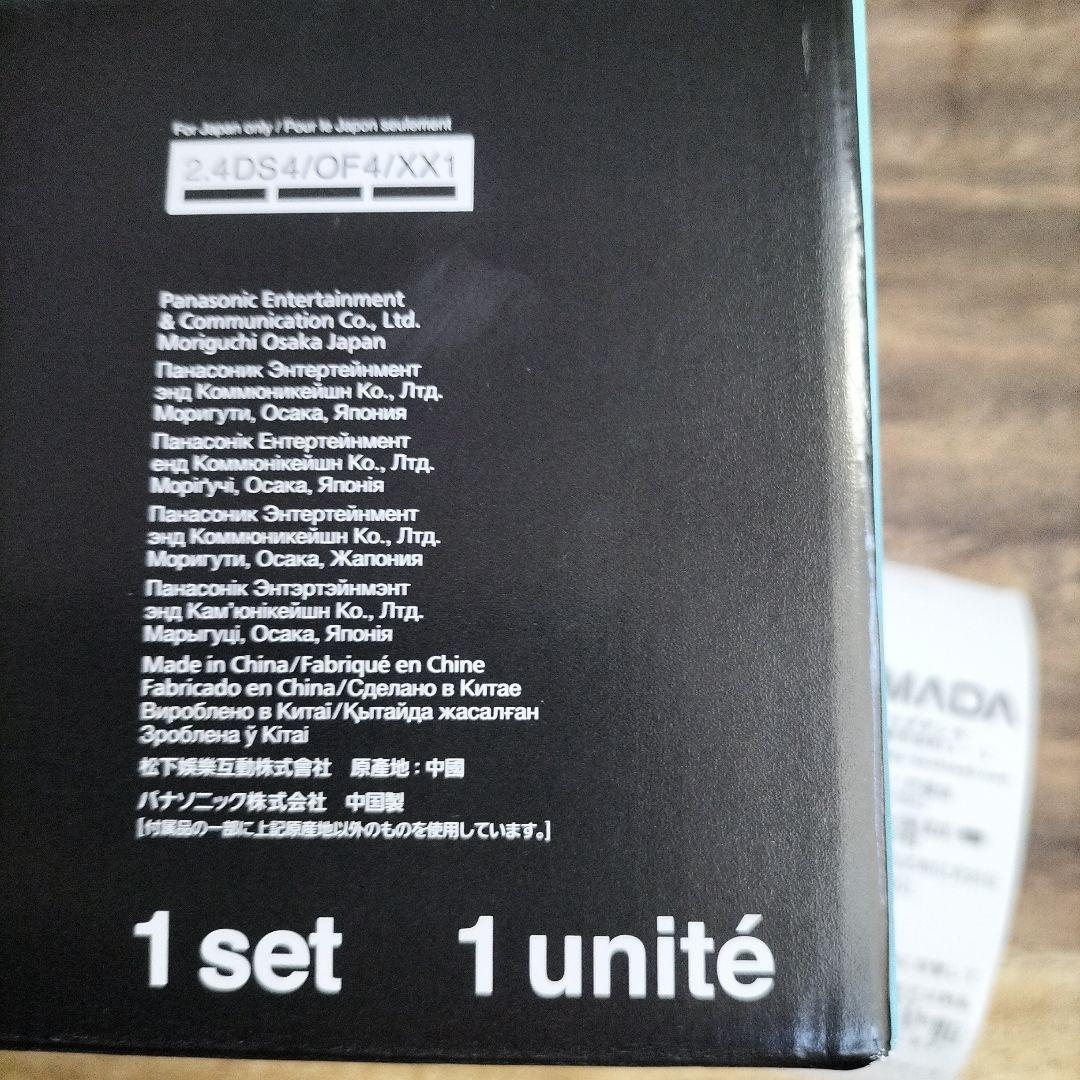 For Japan only / Pour le Japon seulement
2.4DS4/OF4/XX1
Panasonic Entertainment
& Communication Co., Ltd.
Moriguchi Osaka Japan
Панасоник Энтертейнмент
энд Коммюникейшн Ко., Лтд.
Моригути, Осака, Япония
Панасонік Ентертейнмент
енд Коммюнікейшн Ко., Лтд.
Моріґучі, Осака, Японія
Панасоник Энтертейнмент
энд Коммюникейшн Ко., Лтд.
Моригути, Осака, Жапония
Панасонік Энтэртэйнмэнт
энд Кам'юнікейшн Ко., Лтд.
Марыгуці, Осака, Японія
Made in China/Fabriqué en Chine
Fabricado en China/Сделано в Китае
Вироблено в Китаї/Қытайда жасалған
Зроблена ў Кітаі
松下娯樂互動株式會社 原產地:中國
パナソニック株式会社 中国製
[付属品の一部に上記原産地以外のものを使用しています。]
1 set 1 unité
MADA